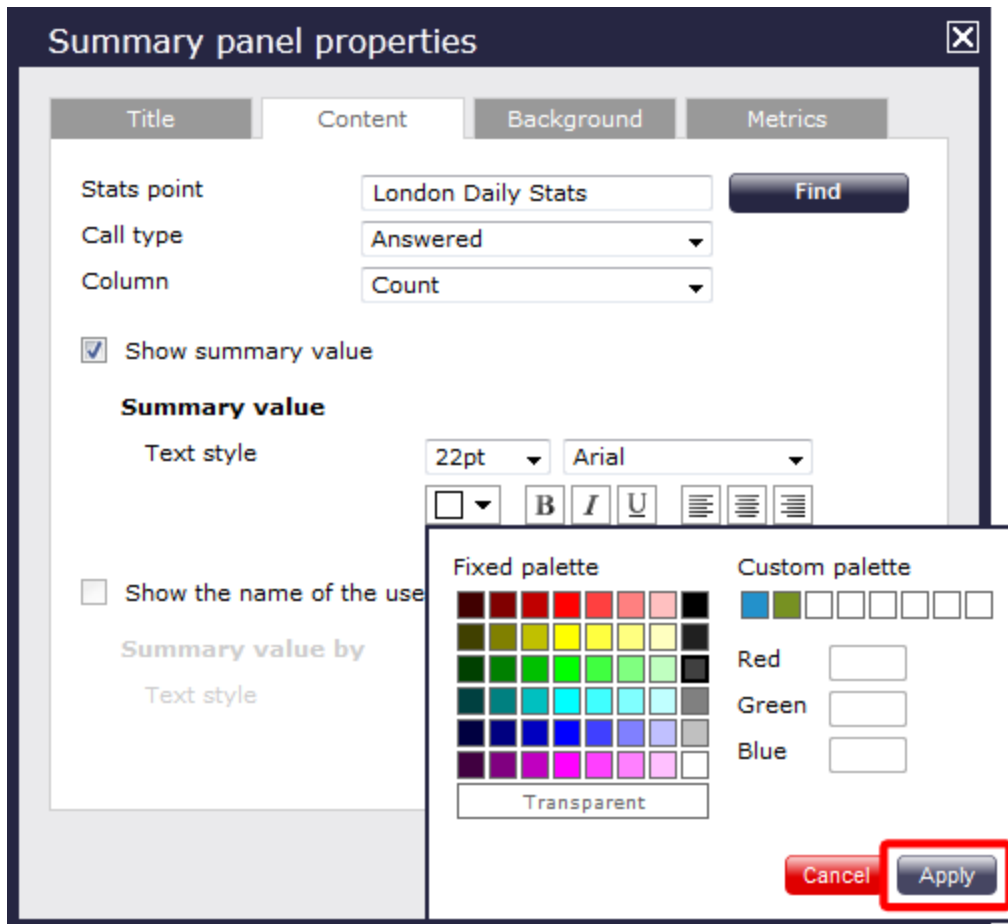 Summary panel properties
Title Content Background Metrics
Stats point London Daily Stats Find
Call type Answered
Column Count
Show summary value
Summary value
Text style 22pt Arial
B I U
Fixed palette Custom palette
Show the name of the use
Red
Summary value by
Green
Text style
Blue
Transparent
Cancel Apply